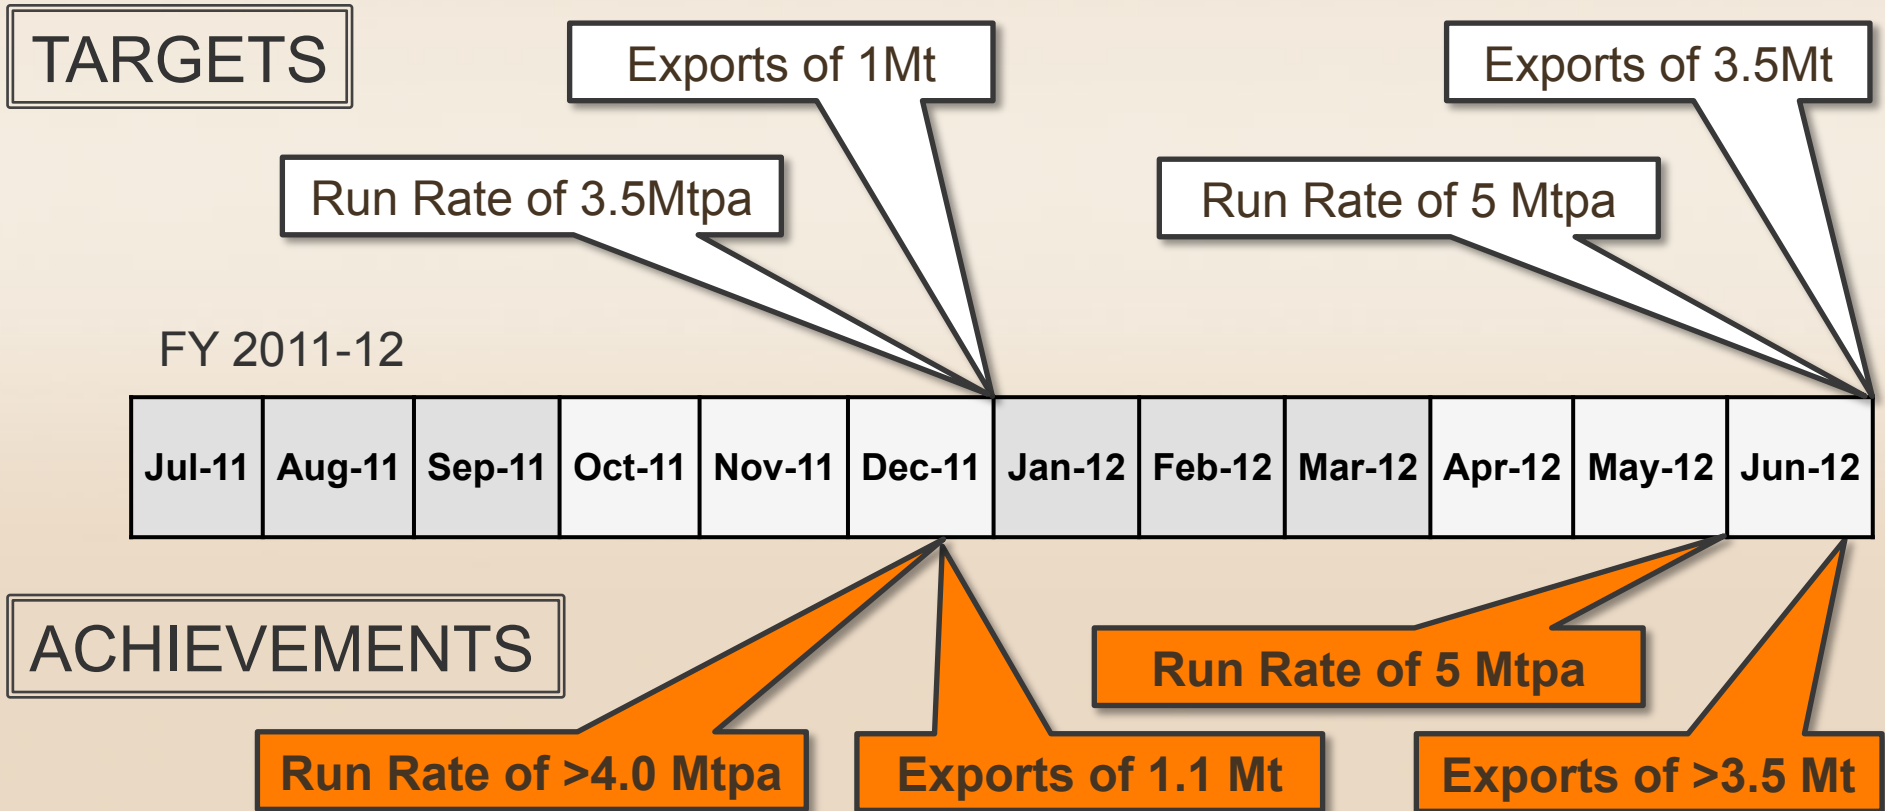 TARGETS
Exports of 1Mt
Exports of 3.5Mt
Run Rate of 3.5Mtpa
Run Rate of 5 Mtpa
FY 2011-12
Jul-11 Aug-11 Sep-11 Oct-11 Nov-11 Dec-11 Jan-12 Feb-12 Mar-12 Apr-12 May-12 Jun-12
ACHIEVEMENTS
Run Rate of 5 Mtpa
Run Rate of >4.0 Mtpa
Exports of 1.1 Mt
Exports of >3.5 Mt